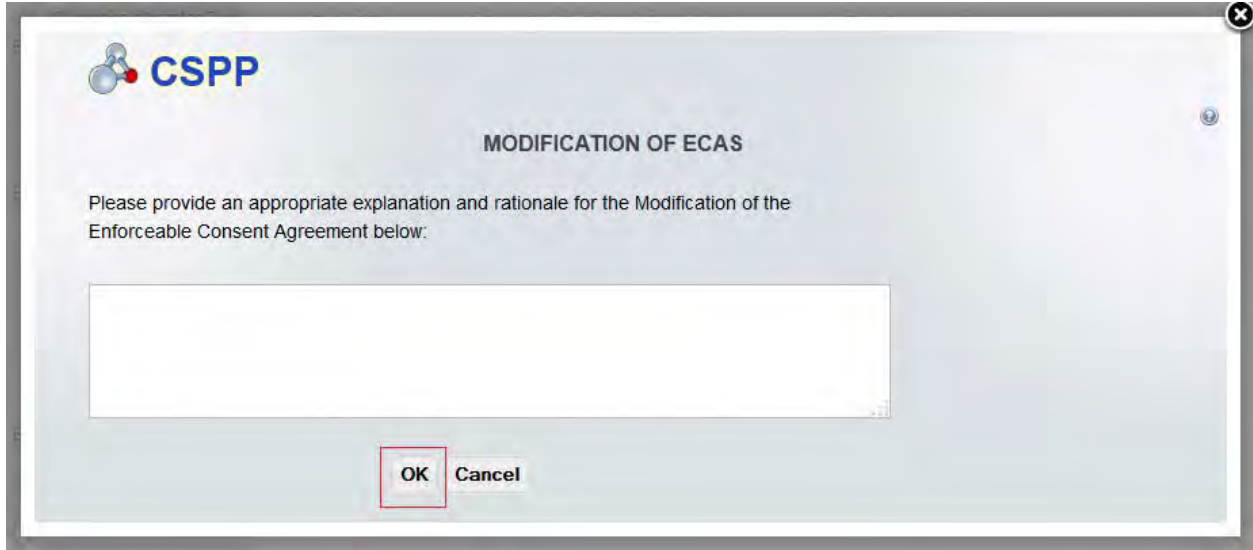 CSPP
MODIFICATION OF ECAS
Please provide an appropriate explanation and rationale for the Modification of the
Enforceable Consent Agreement below:
OK Cancel